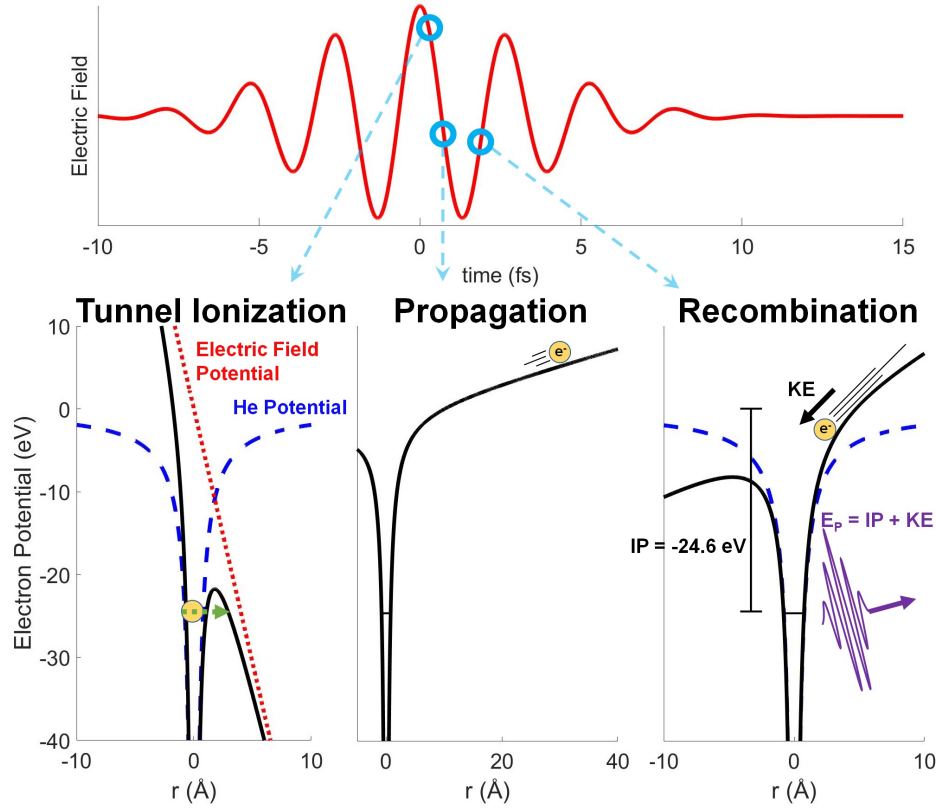 Electric Field
-10
-5
0
5
10
15
time (fs)
Tunnel Ionization
Propagation
Recombination
Electron Potential (eV)
10
0
-10
-20
-30
-40
Electric Field
Potential
He Potential
-10
0
10
r (Å)
e-
0
20
40
r (Å)
KE
e-
IP = -24.6 eV
E_P = IP + KE
-10
0
10
r (Å)